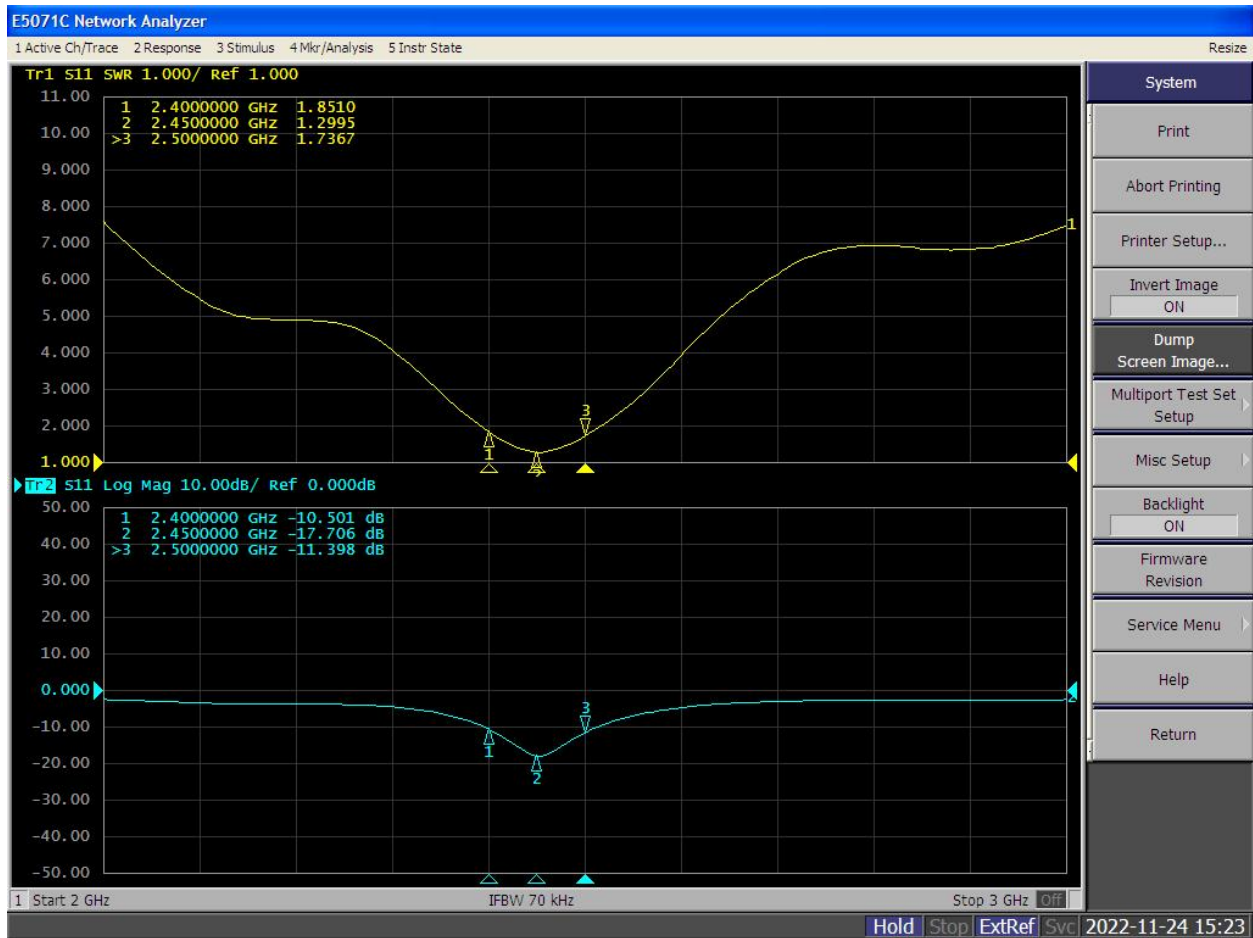 E5071C Network Analyzer
1 Active Ch/Trace 2 Response 3 Stimulus 4 Mkr/Analysis 5 Instr State Resize
Tr1 S11 SWR 1.000/ Ref 1.000
11.00
10.00
9.000
8.000
7.000
6.000
5.000
4.000
3.000
2.000
1.000
1 2.4000000 GHz 1.8510
2 2.4500000 GHz 1.2995
>3 2.5000000 GHz 1.7367
1
3
1
Tr2 S11 Log Mag 10.00dB/ Ref 0.000dB
50.00
40.00
30.00
20.00
10.00
0.000
-10.00
-20.00
-30.00
-40.00
-50.00
1 2.4000000 GHz -10.501 dB
2 2.4500000 GHz -17.706 dB
>3 2.5000000 GHz -11.398 dB
2
3
1
2
1 Start 2 GHz IFBW 70 kHz Stop 3 GHz Off
System
Print
Abort Printing
Printer Setup...
Invert Image
ON
Dump
Screen Image...
Multiport Test Set
Setup
Misc Setup
Backlight
ON
Firmware
Revision
Service Menu
Help
Return
Hold Stop ExtRef Svc 2022-11-24 15:23